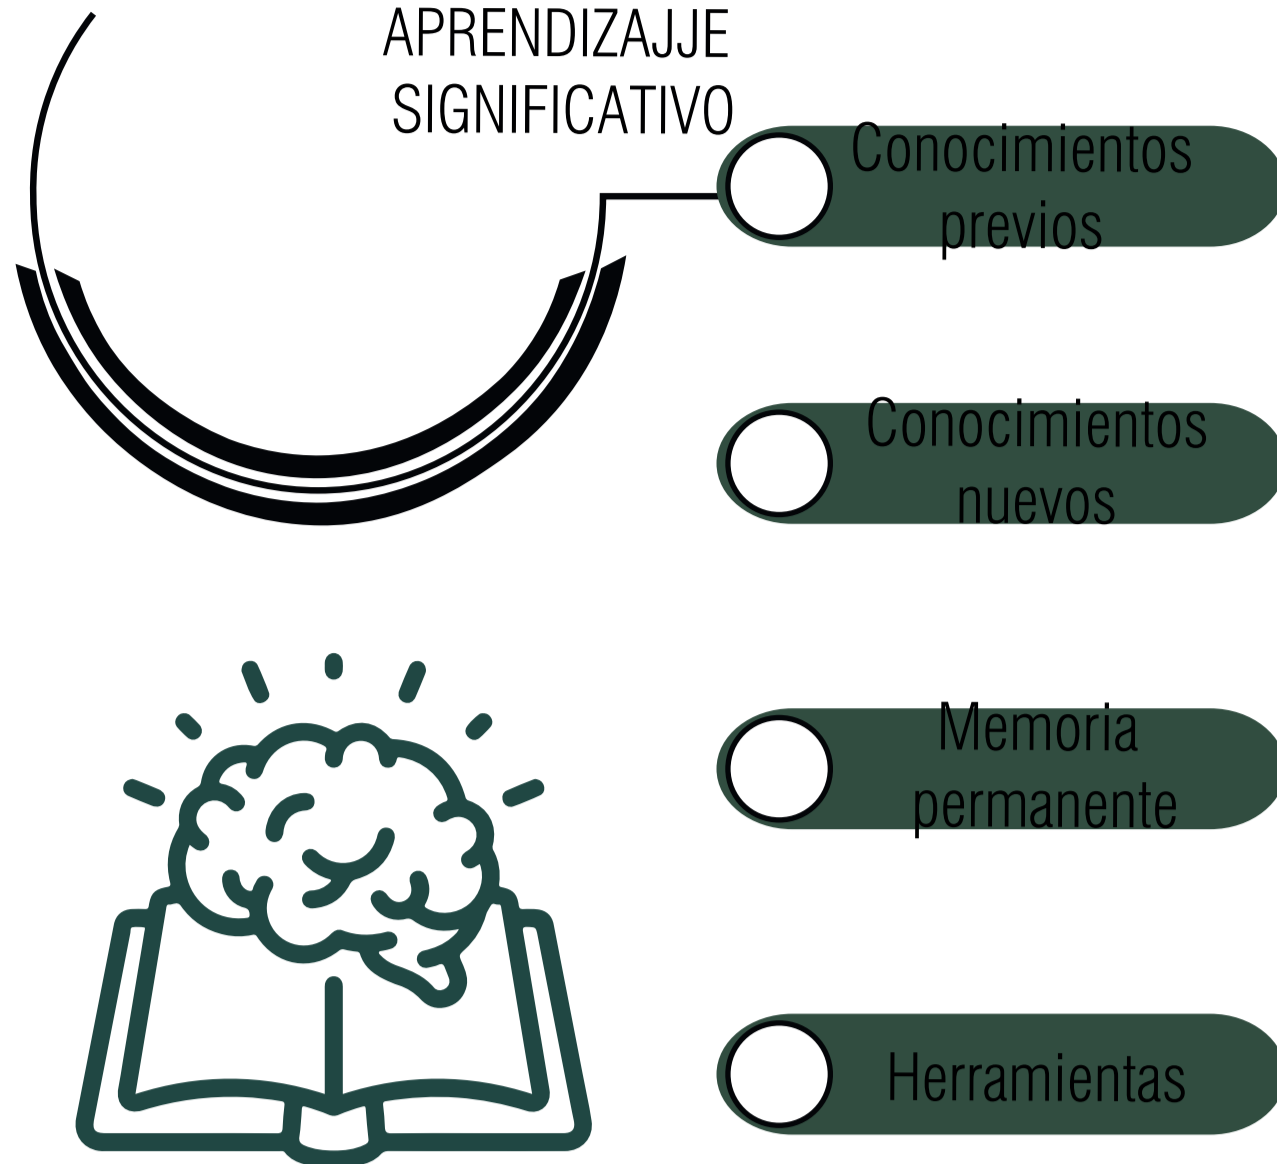 APRENDIZAJJE
SIGNIFICATIVO
Conocimientos
previos
Conocimientos
nuevos
Memoria
permanente
Herramientas